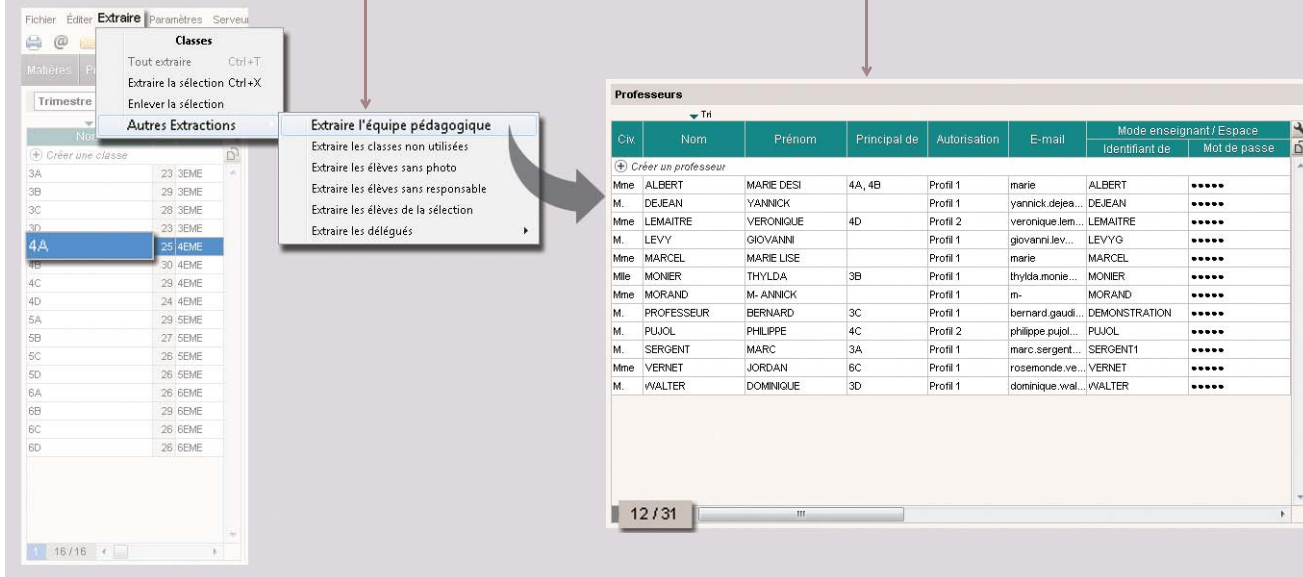 Fichier Éditer Extraire Paramètres Serveur
Classes
Tout extraire Ctrl+T
Extraire la sélection Ctrl+X
Enlever la sélection
Autres Extractions
Matières
Trimestre
Extraire l'équipe pédagogique
Extraire les classes non utilisées
Extraire les élèves sans photo
Extraire les élèves sans responsable
Extraire les élèves de la sélection
Extraire les délégués
Créer une classe
3A 23 3EME
3B 29 3EME
3C 28 3EME
3D 23 3EME
4A 25 4EME
4B 30 4EME
4C 29 4EME
4D 24 4EME
5A 29 5EME
5B 27 5EME
5C 26 5EME
5D 26 5EME
6A 26 6EME
6B 29 6EME
6C 26 6EME
6D 26 6EME
1 16/16
Professeurs
Tri
Civ. Nom Prénom Principal de Autorisation E-mail Mode enseignant / Espace
Identifiant de Mot de passe
Créer un professeur
Mme ALBERT MARIE DESI 4A, 4B Profil 1 marie ALBERT •••••
M. DEJEAN YANNICK Profil 1 yannick.dejea... DEJEAN •••••
Mme LEMAITRE VERONIQUE 4D Profil 2 veronique.lem... LEMAITRE •••••
M. LEVY GIOVANNI Profil 1 giovanni.lev... LEVYG •••••
Mme MARCEL MARIE LISE Profil 1 marie MARCEL •••••
Mlle MONIER THYLDA 3B Profil 1 thylda.monie... MONIER •••••
Mme MORAND M- ANNICK Profil 1 m- MORAND •••••
M. PROFESSEUR BERNARD 3C Profil 1 bernard.gaudi... DEMONSTRATION •••••
M. PUJOL PHILIPPE 4C Profil 2 philippe.pujol... PUJOL •••••
M. SERGENT MARC 3A Profil 1 marc.sergent... SERGENT1 •••••
Mme VERNET JORDAN 6C Profil 1 rosemonde.ve... VERNET •••••
M. WALTER DOMINIQUE 3D Profil 1 dominique.wal... WALTER •••••
12 / 31